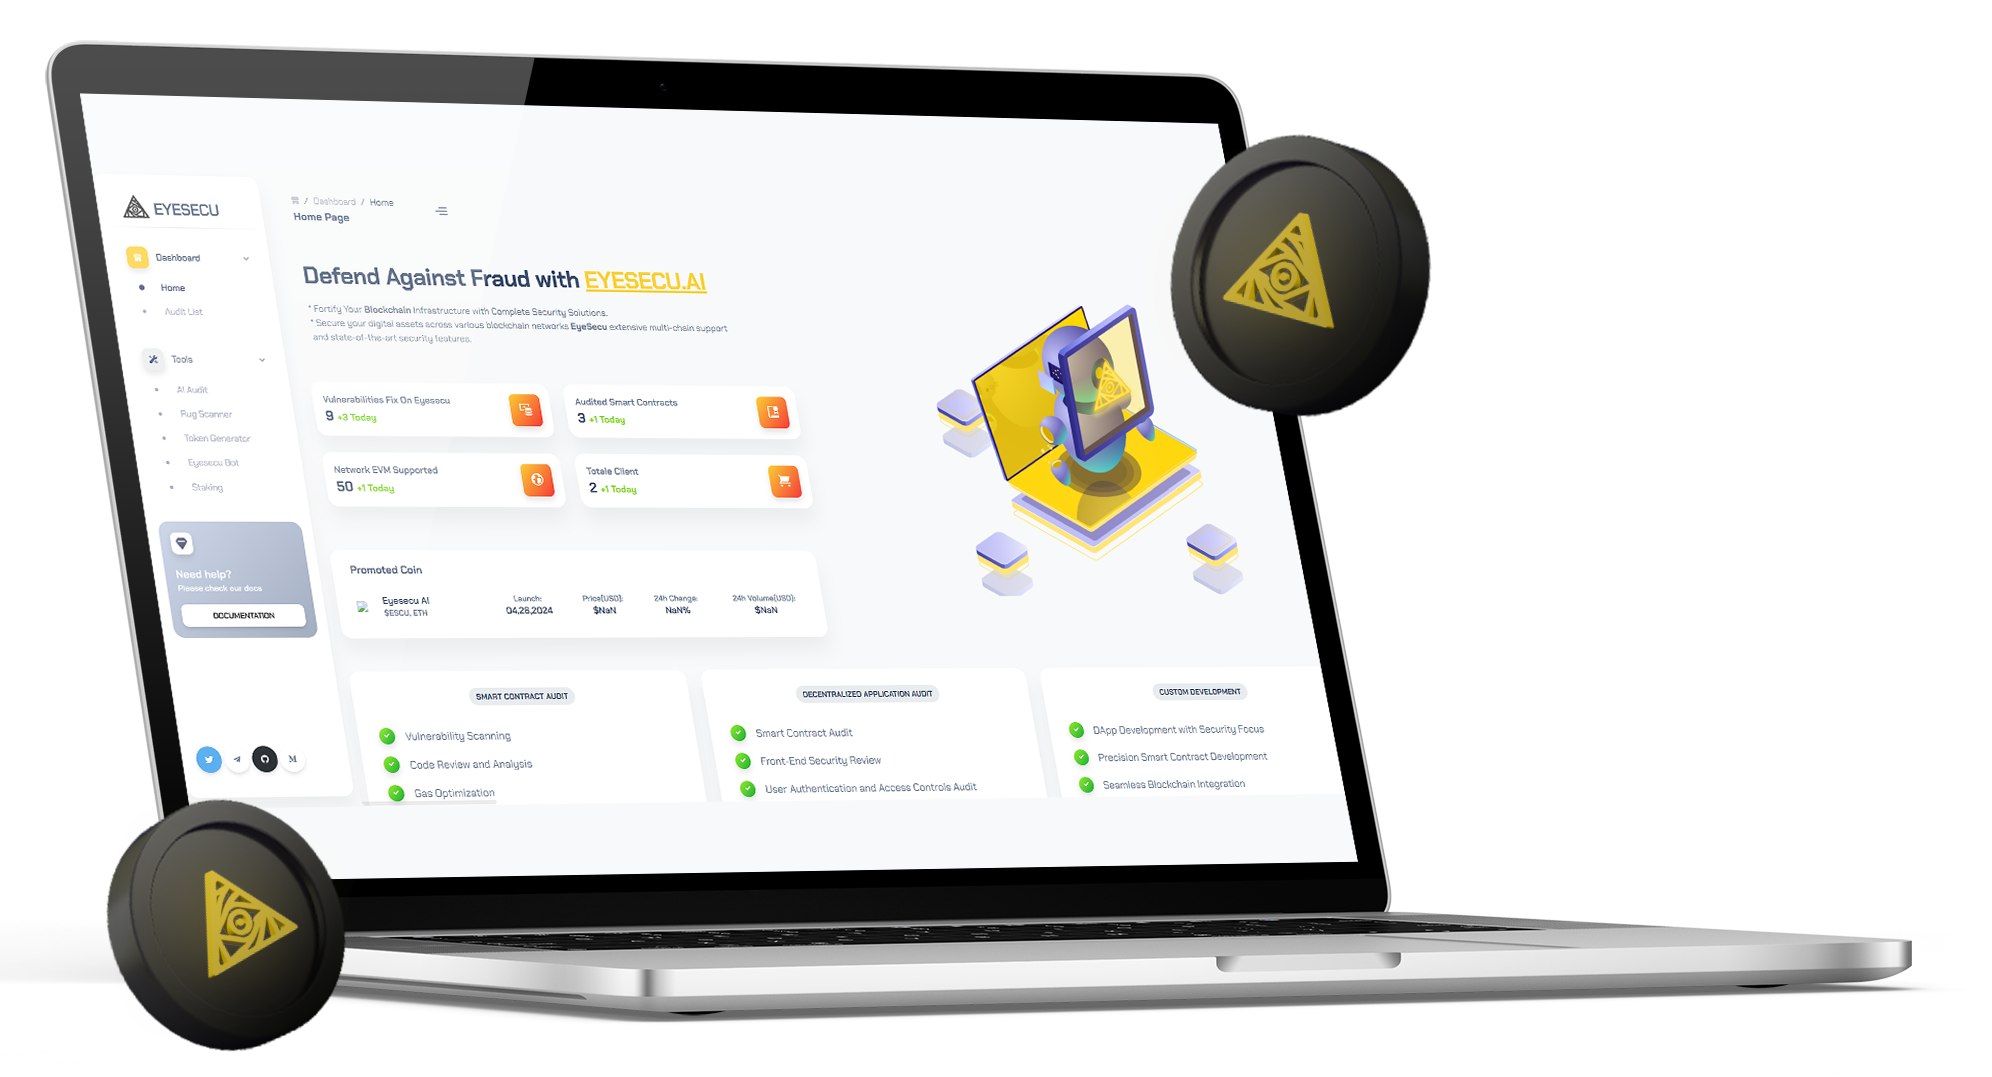 EYESECU
Dashboard
Home
Audit List
Tools
AI Audit
Rug Scanner
Token Generator
Eyesecu Bot
Staking
Need help?
Please check our docs
DOCUMENTATION
/ Dashboard / Home
Home Page
Defend Against Fraud with EYESECU.AI
* Fortify Your Blockchain Infrastructure with Complete Security Solutions.
* Secure your digital assets across various blockchain networks EyeSecu extensive multi-chain support
and state-of-the-art security features.
Vulnerabilities Fix On Eyesecu
9 +3 Today
Audited Smart Contracts
3 +1 Today
Network EVM Supported
50 +1 Today
Totale Client
2 +1 Today
Promoted Coin
Eyesecu AI
$ESCU, ETH
Launch:
04,28,2024
Price(USD):
$NaN
24h Change:
NaN%
24h Volume(USD):
$NaN
SMART CONTRACT AUDIT
Vulnerability Scanning
Code Review and Analysis
Gas Optimization
DECENTRALIZED APPLICATION AUDIT
Smart Contract Audit
Front-End Security Review
User Authentication and Access Controls Audit
CUSTOM DEVELOPMENT
DApp Development with Security Focus
Precision Smart Contract Development
Seamless Blockchain Integration